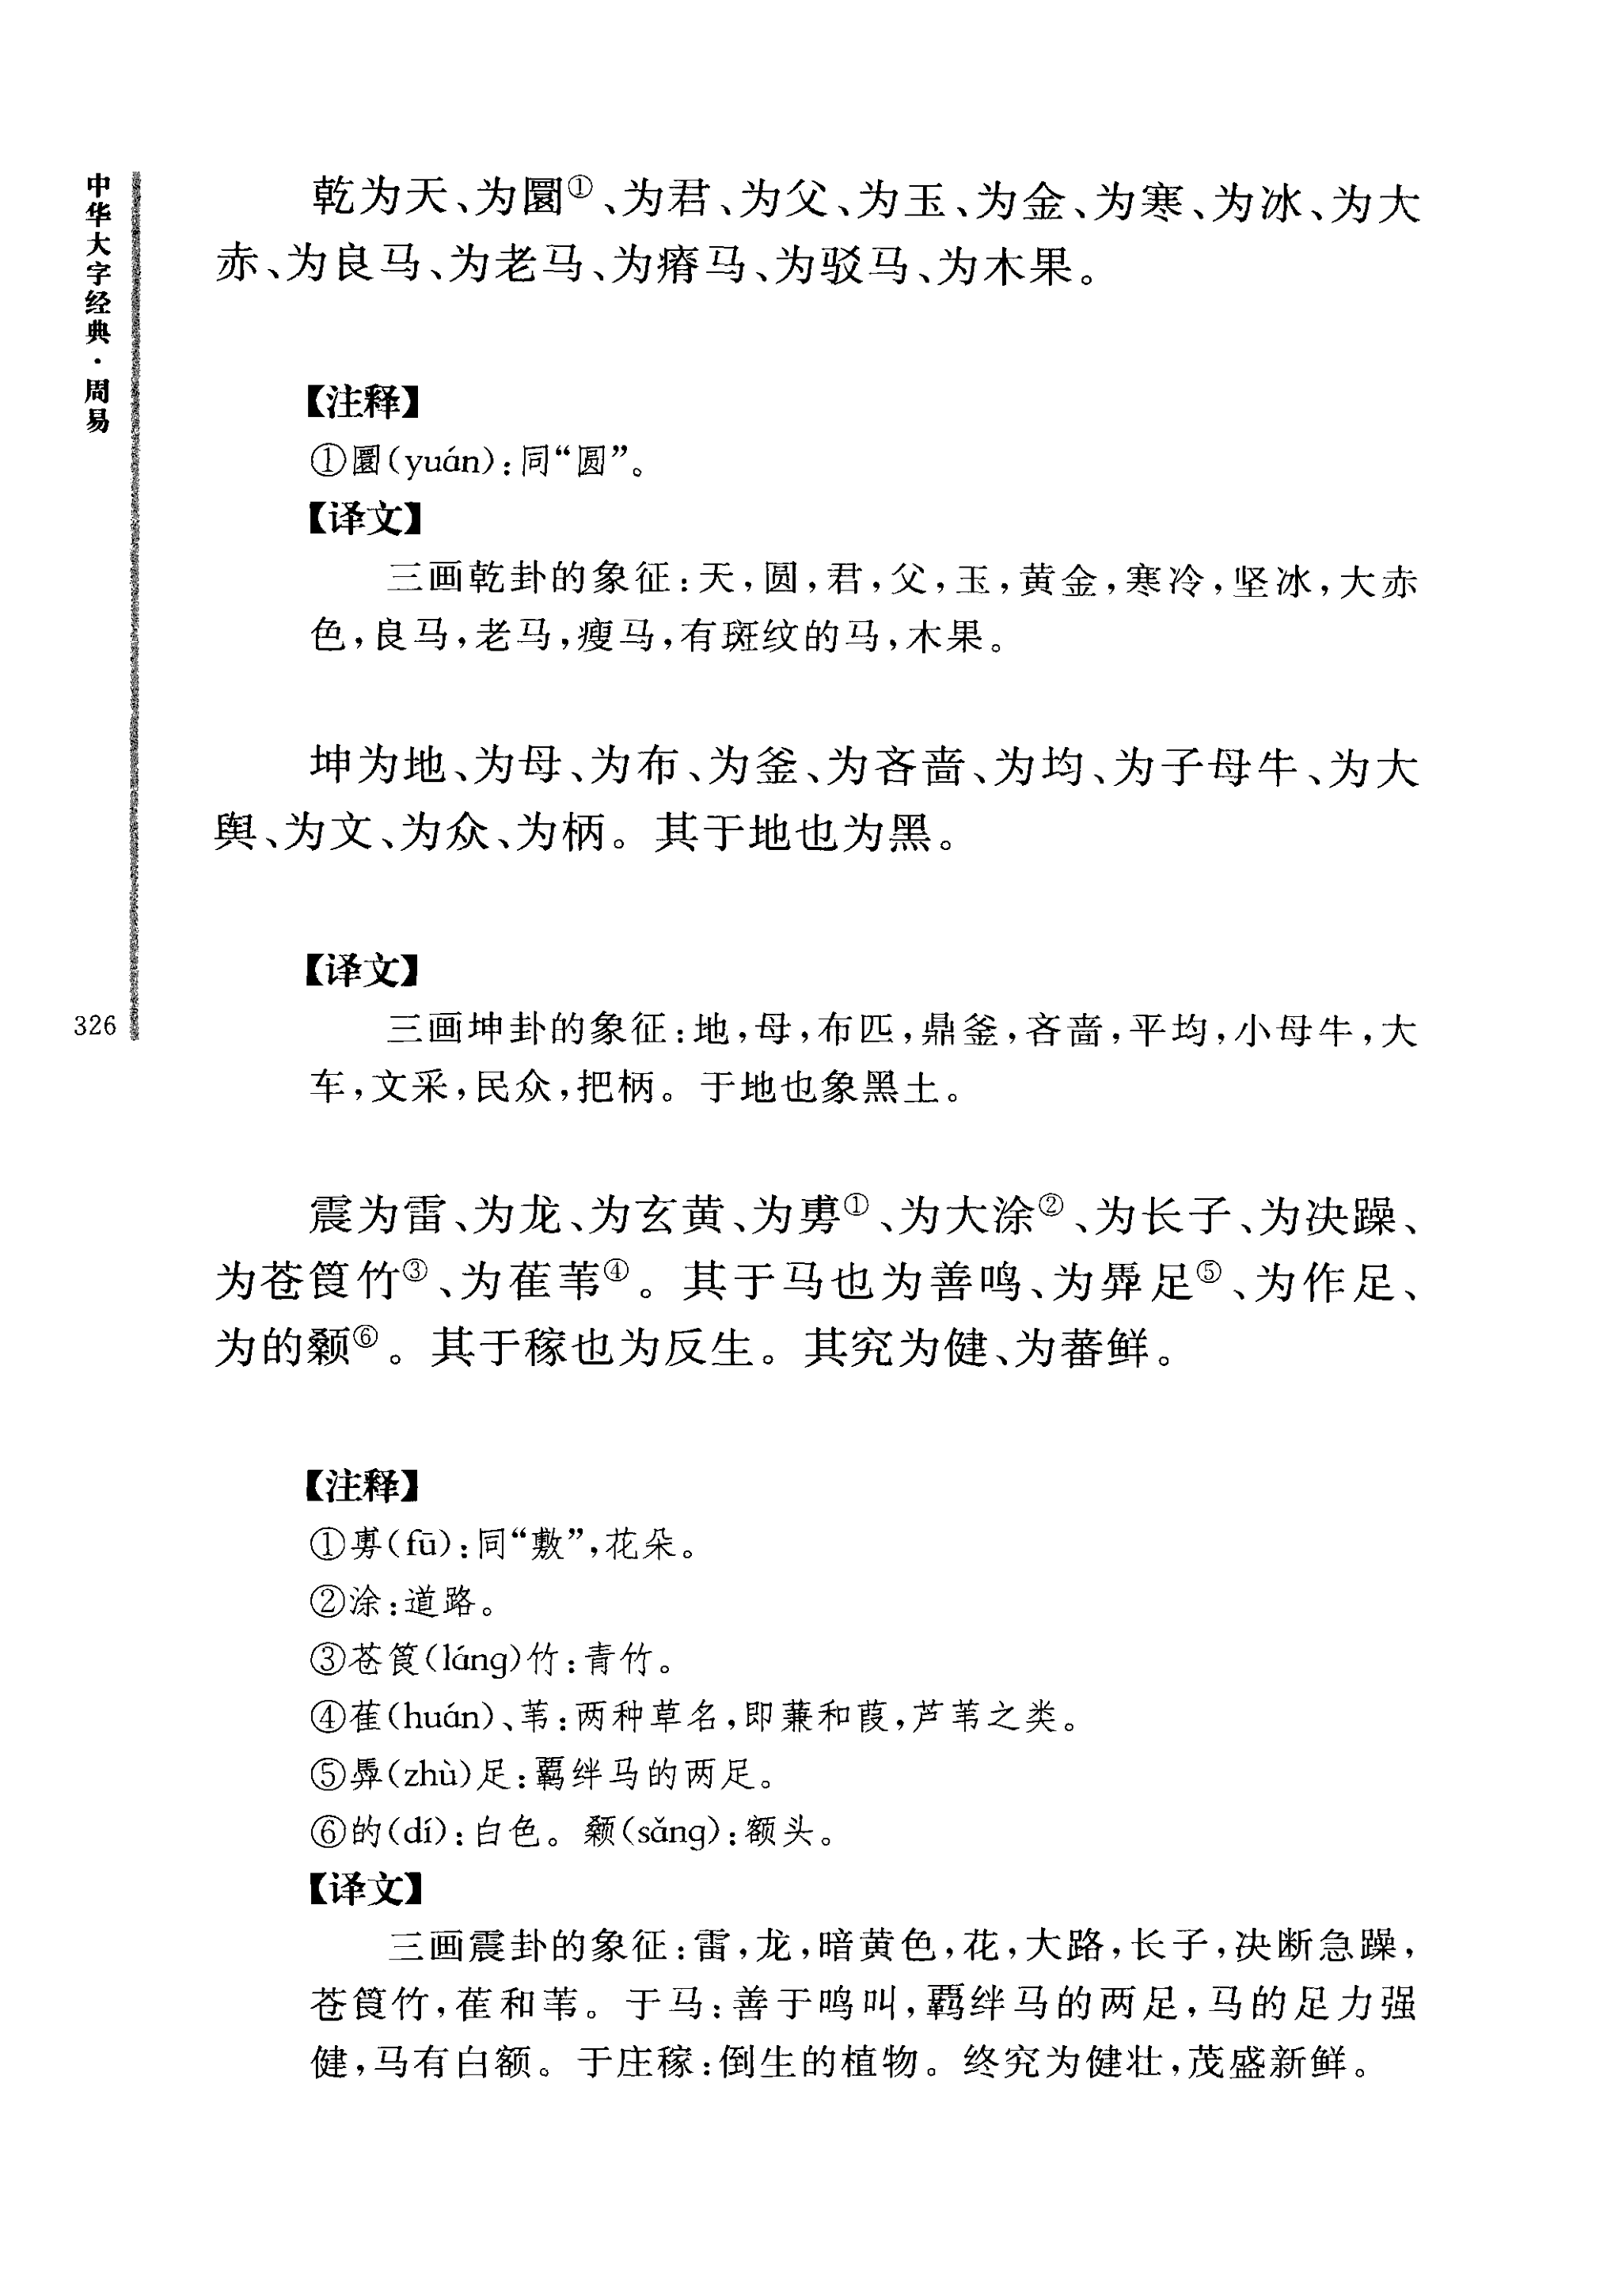 中华大字经典·周易
326
乾为天、为圜①、为君、为父、为玉、为金、为寒、为冰、为大
赤、为良马、为老马、为瘠马、为驳马、为木果。
【注释】
①圜(yuán):同“圆”。
【译文】
三画乾卦的象征:天,圆,君,父,玉,黄金,寒冷,坚冰,大赤
色,良马,老马,瘦马,有斑纹的马,木果。
坤为地、为母、为布、为釜、为吝啬、为均、为子母牛、为大
舆、为文、为众、为柄。其于地也为黑。
【译文】
三画坤卦的象征:地,母,布匹,鼎釜,吝啬,平均,小母牛,大
车,文采,民众,把柄。于地也象黑土。
震为雷、为龙、为玄黄、为旉①、为大涂②、为长子、为决躁、
为苍筤竹③、为萑苇④。其于马也为善鸣、为馵足⑤、为作足、
为的颡⑥。其于稼也为反生。其究为健、为蕃鲜。
【注释】
①旉(fū):同“敷”,花朵。
②涂:道路。
③苍筤(láng)竹:青竹。
④萑(huán)、苇:两种草名,即蒹和葭,芦苇之类。
⑤馵(zhù)足:羁绊马的两足。
⑥的(dí):白色。颡(sǎng):额头。
【译文】
三画震卦的象征:雷,龙,暗黄色,花,大路,长子,决断急躁,
苍筤竹,萑和苇。于马:善于鸣叫,羁绊马的两足,马的足力强
健,马有白额。于庄稼:倒生的植物。终究为健壮,茂盛新鲜。